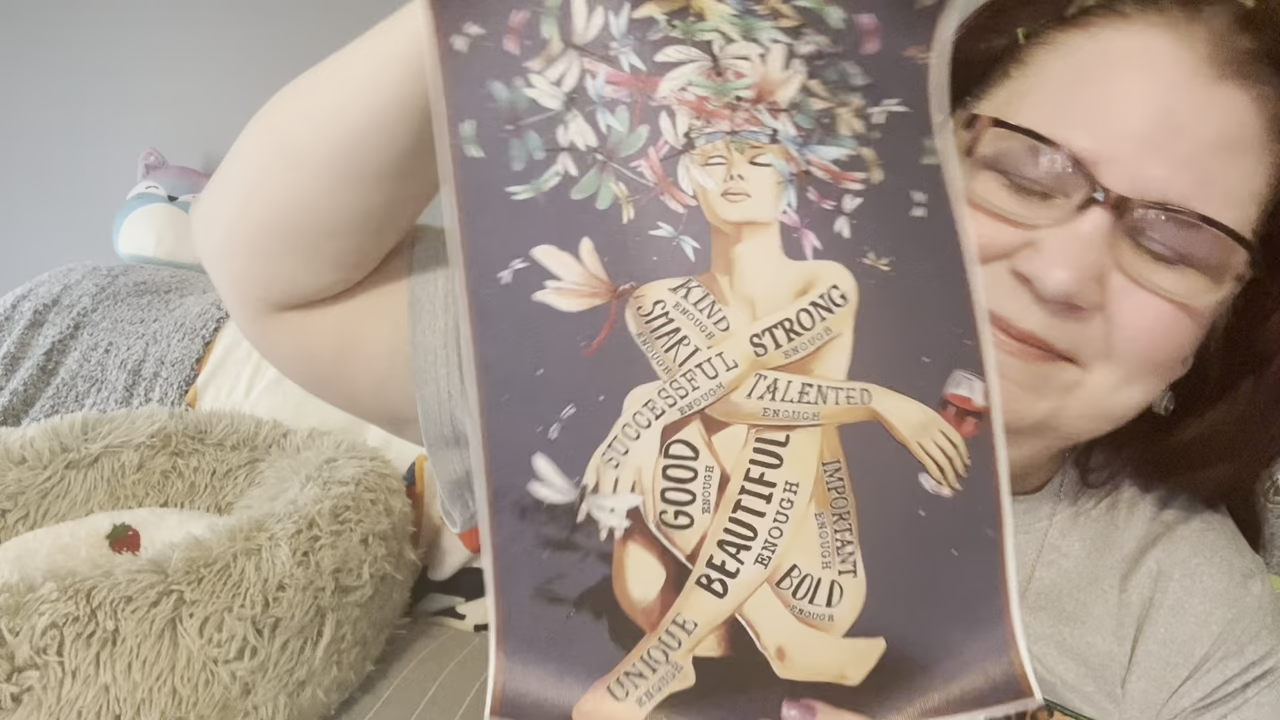 KIND
ENOUGH
SMART
ENOUGH
STRONG
ENOUGH
SUCCESSFUL
ENOUGH
TALENTED
ENOUGH
GOOD
ENOUGH
BEAUTIFUL
ENOUGH
IMPORTANT
ENOUGH
BOLD
ENOUGH
UNIQUE
ENOUGH